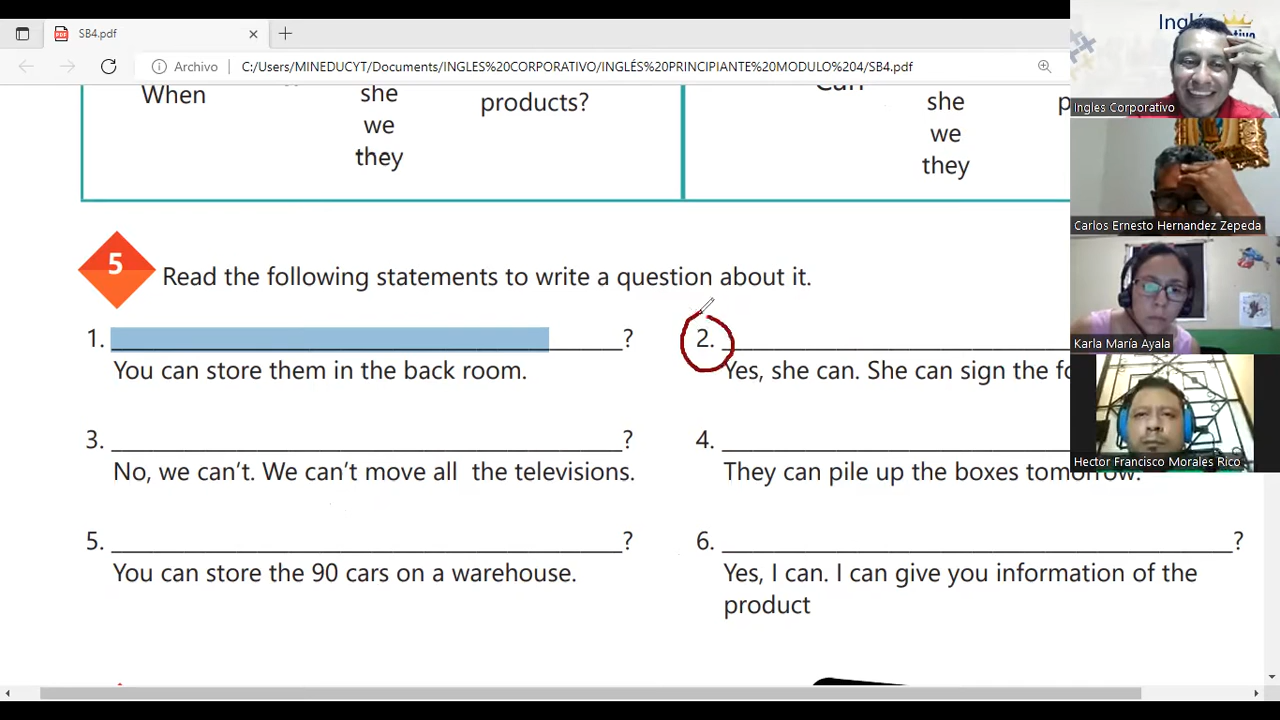 SB4.pdf
Archivo
C:/Users/MINEDUCYT/Documents/INGLES%20CORPORATIVO/INGLÉS%20PRINCIPIANTE%20MODULO%204/SB4.pdf
When
she
we
they
products?
she
we
they
5
Read the following statements to write a question about it.
1. ?
You can store them in the back room.
2.
Yes, she can. She can sign the
3. ?
No, we can't. We can't move all the televisions.
4.
They can pile up the boxes tomorrow.
5. ?
You can store the 90 cars on a warehouse.
6. ?
Yes, I can. I can give you information of the
product
Ingles Corporativo
Carlos Ernesto Hernandez Zepeda
Karla María Ayala
Hector Francisco Morales Rico